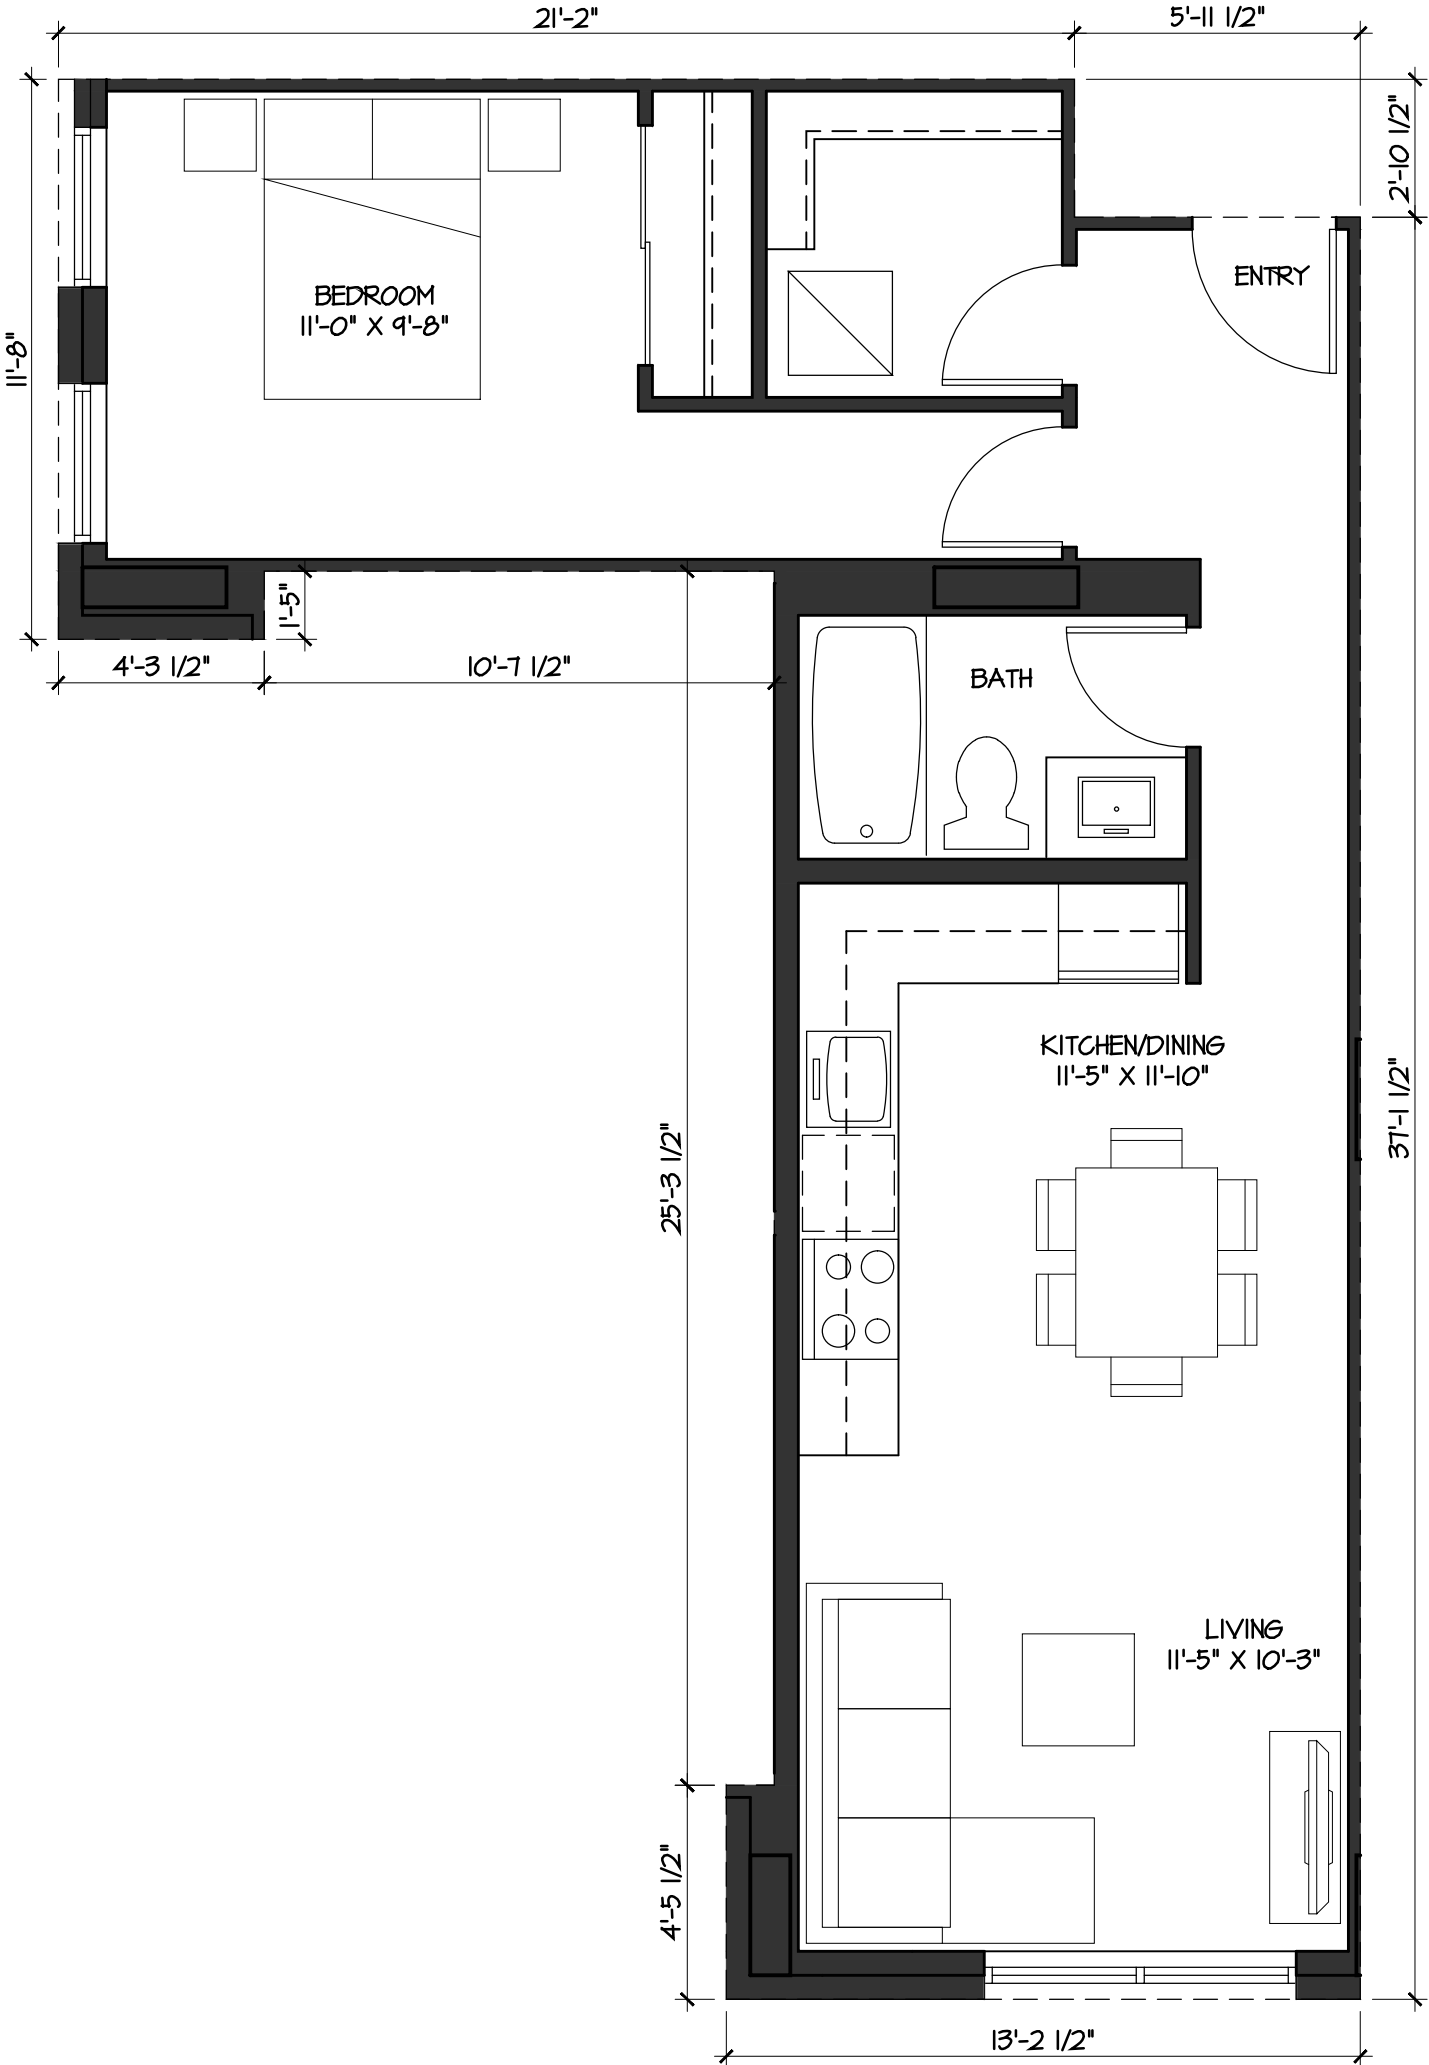 21'-2"
5'-11 1/2"
2'-10 1/2"
ENTRY
BEDROOM
11'-0" X 9'-8"
11'-8"
1'-5"
4'-3 1/2"
10'-7 1/2"
BATH
KITCHEN/DINING
11'-5" X 11'-10"
37'-1 1/2"
25'-3 1/2"
LIVING
11'-5" X 10'-3"
4'-5 1/2"
13'-2 1/2"